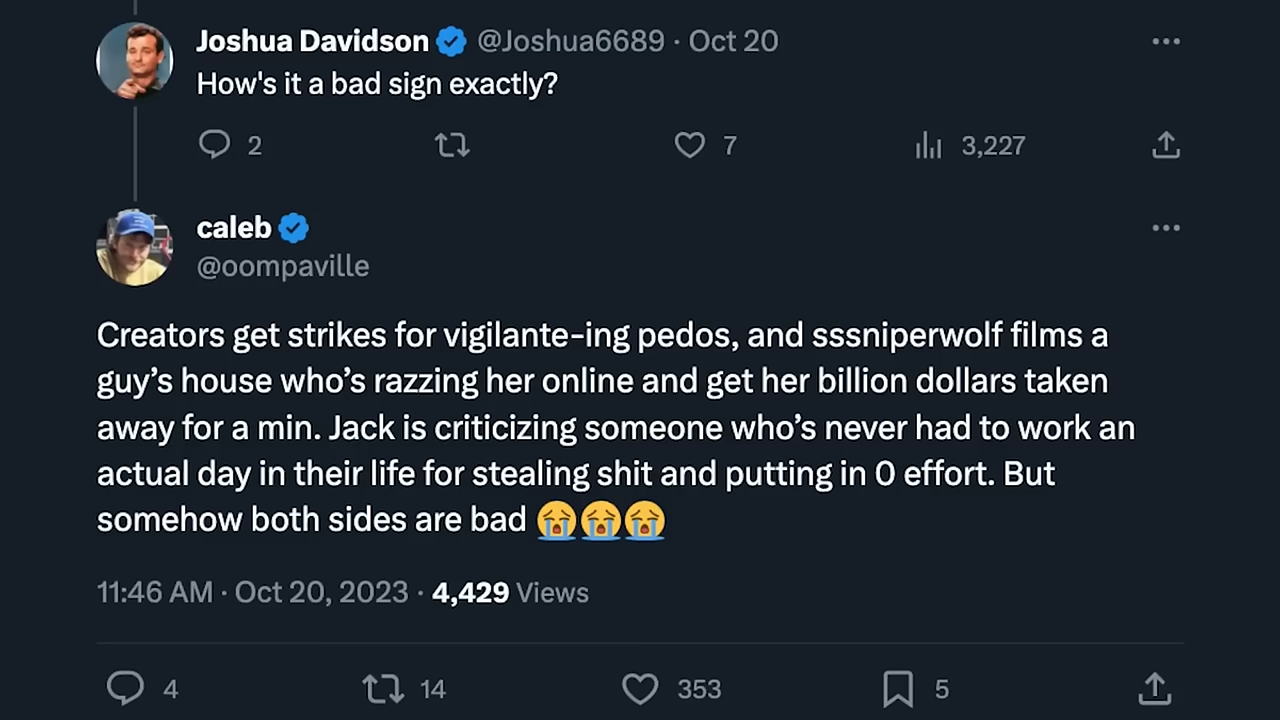 Joshua Davidson @Joshua6689 · Oct 20
How's it a bad sign exactly?
2 7 3,227
caleb
@oompaville
Creators get strikes for vigilante-ing pedos, and sssniperwolf films a
guy’s house who’s razzing her online and get her billion dollars taken
away for a min. Jack is criticizing someone who’s never had to work an
actual day in their life for stealing shit and putting in 0 effort. But
somehow both sides are bad 😭😭😭
11:46 AM · Oct 20, 2023 · 4,429 Views
4 14 353 5